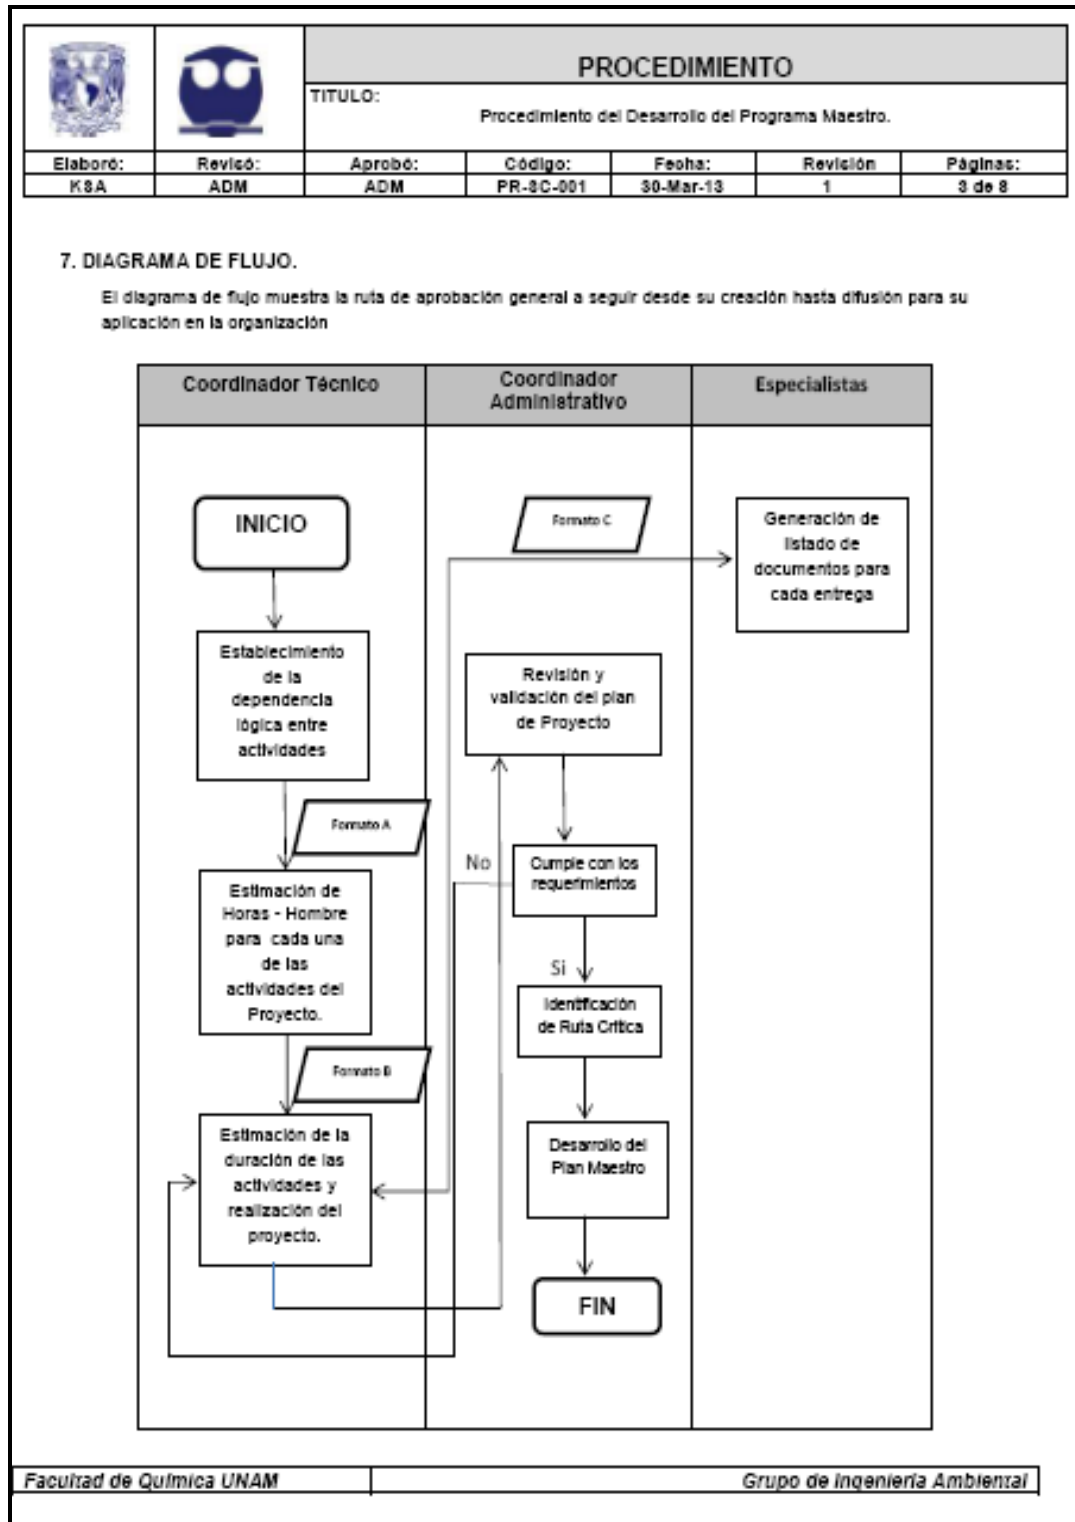 PROCEDIMIENTO
TITULO:
Procedimiento del Desarrollo del Programa Maestro.
Elaboró: Revisó: Aprobó: Código: Fecha: Revisión Páginas:
KSA ADM ADM PR-SC-001 30-Mar-13 1 3 de 8
7. DIAGRAMA DE FLUJO.
El diagrama de flujo muestra la ruta de aprobación general a seguir desde su creación hasta difusión para su
aplicación en la organización
Coordinador Técnico
Coordinador
Administrativo
Especialistas
INICIO
Formato C
Generación de
listado de
documentos para
cada entrega
Establecimiento
de la
dependencia
lógica entre
actividades
Revisión y
validación del plan
de Proyecto
Formato A
No
Cumple con los
requerimientos
Estimación de
Horas - Hombre
para cada una
de las
actividades del
Proyecto.
Si
Identificación
de Ruta Crítica
Formato B
Estimación de la
duración de las
actividades y
realización del
proyecto.
Desarrollo del
Plan Maestro
FIN
Facultad de Química UNAM
Grupo de Ingeniería Ambiental